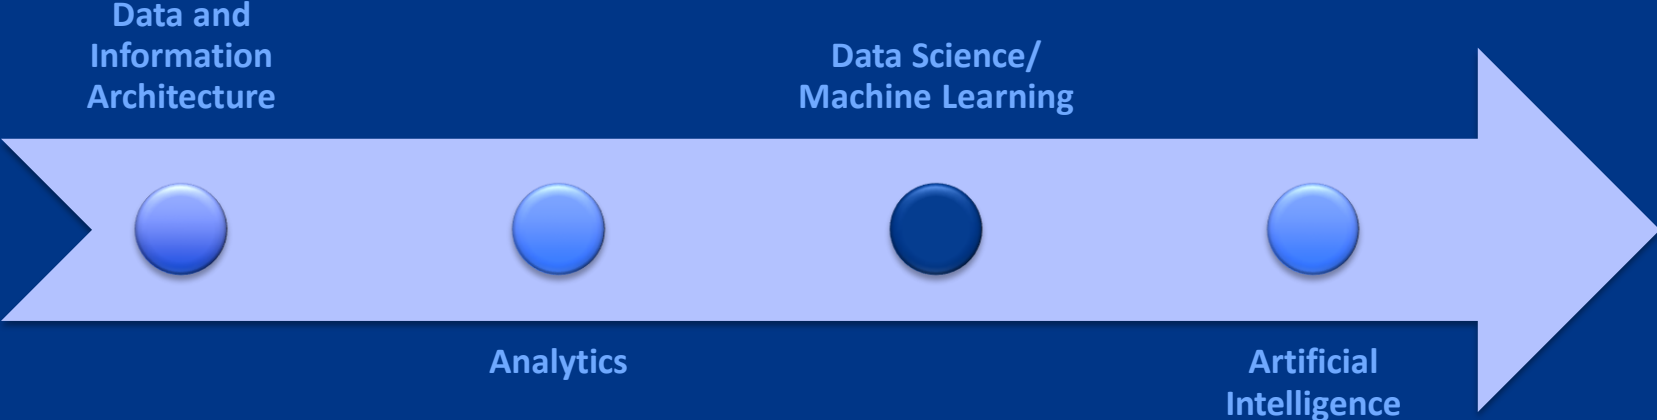 Data and
Information
Architecture
Analytics
Data Science/
Machine Learning
Artificial
Intelligence